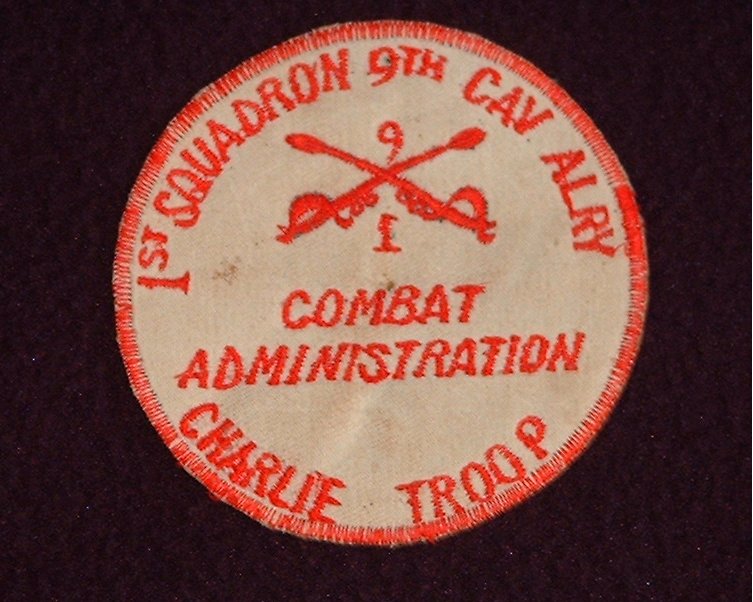 1ST SQUADRON 9TH CAV ALRY
9
1
COMBAT
ADMINISTRATION
CHARLIE TROOP